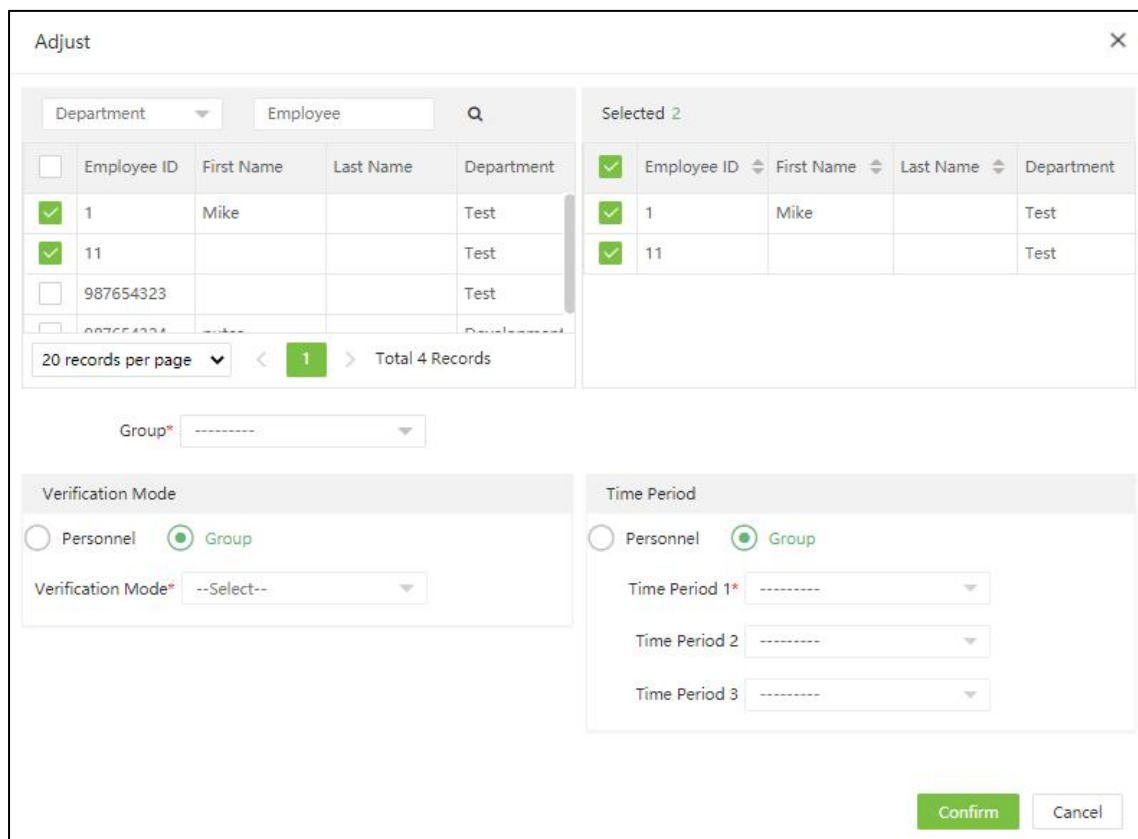 Adjust
Department Employee
Employee ID First Name Last Name Department
1 Mike Test
11 Test
987654323 Test
20 records per page 1 Total 4 Records
Selected 2
Employee ID First Name Last Name Department
1 Mike Test
11 Test
Group* ---------
Verification Mode
Personnel Group
Verification Mode* --Select--
Time Period
Personnel Group
Time Period 1* ---------
Time Period 2 ---------
Time Period 3 ---------
Confirm Cancel